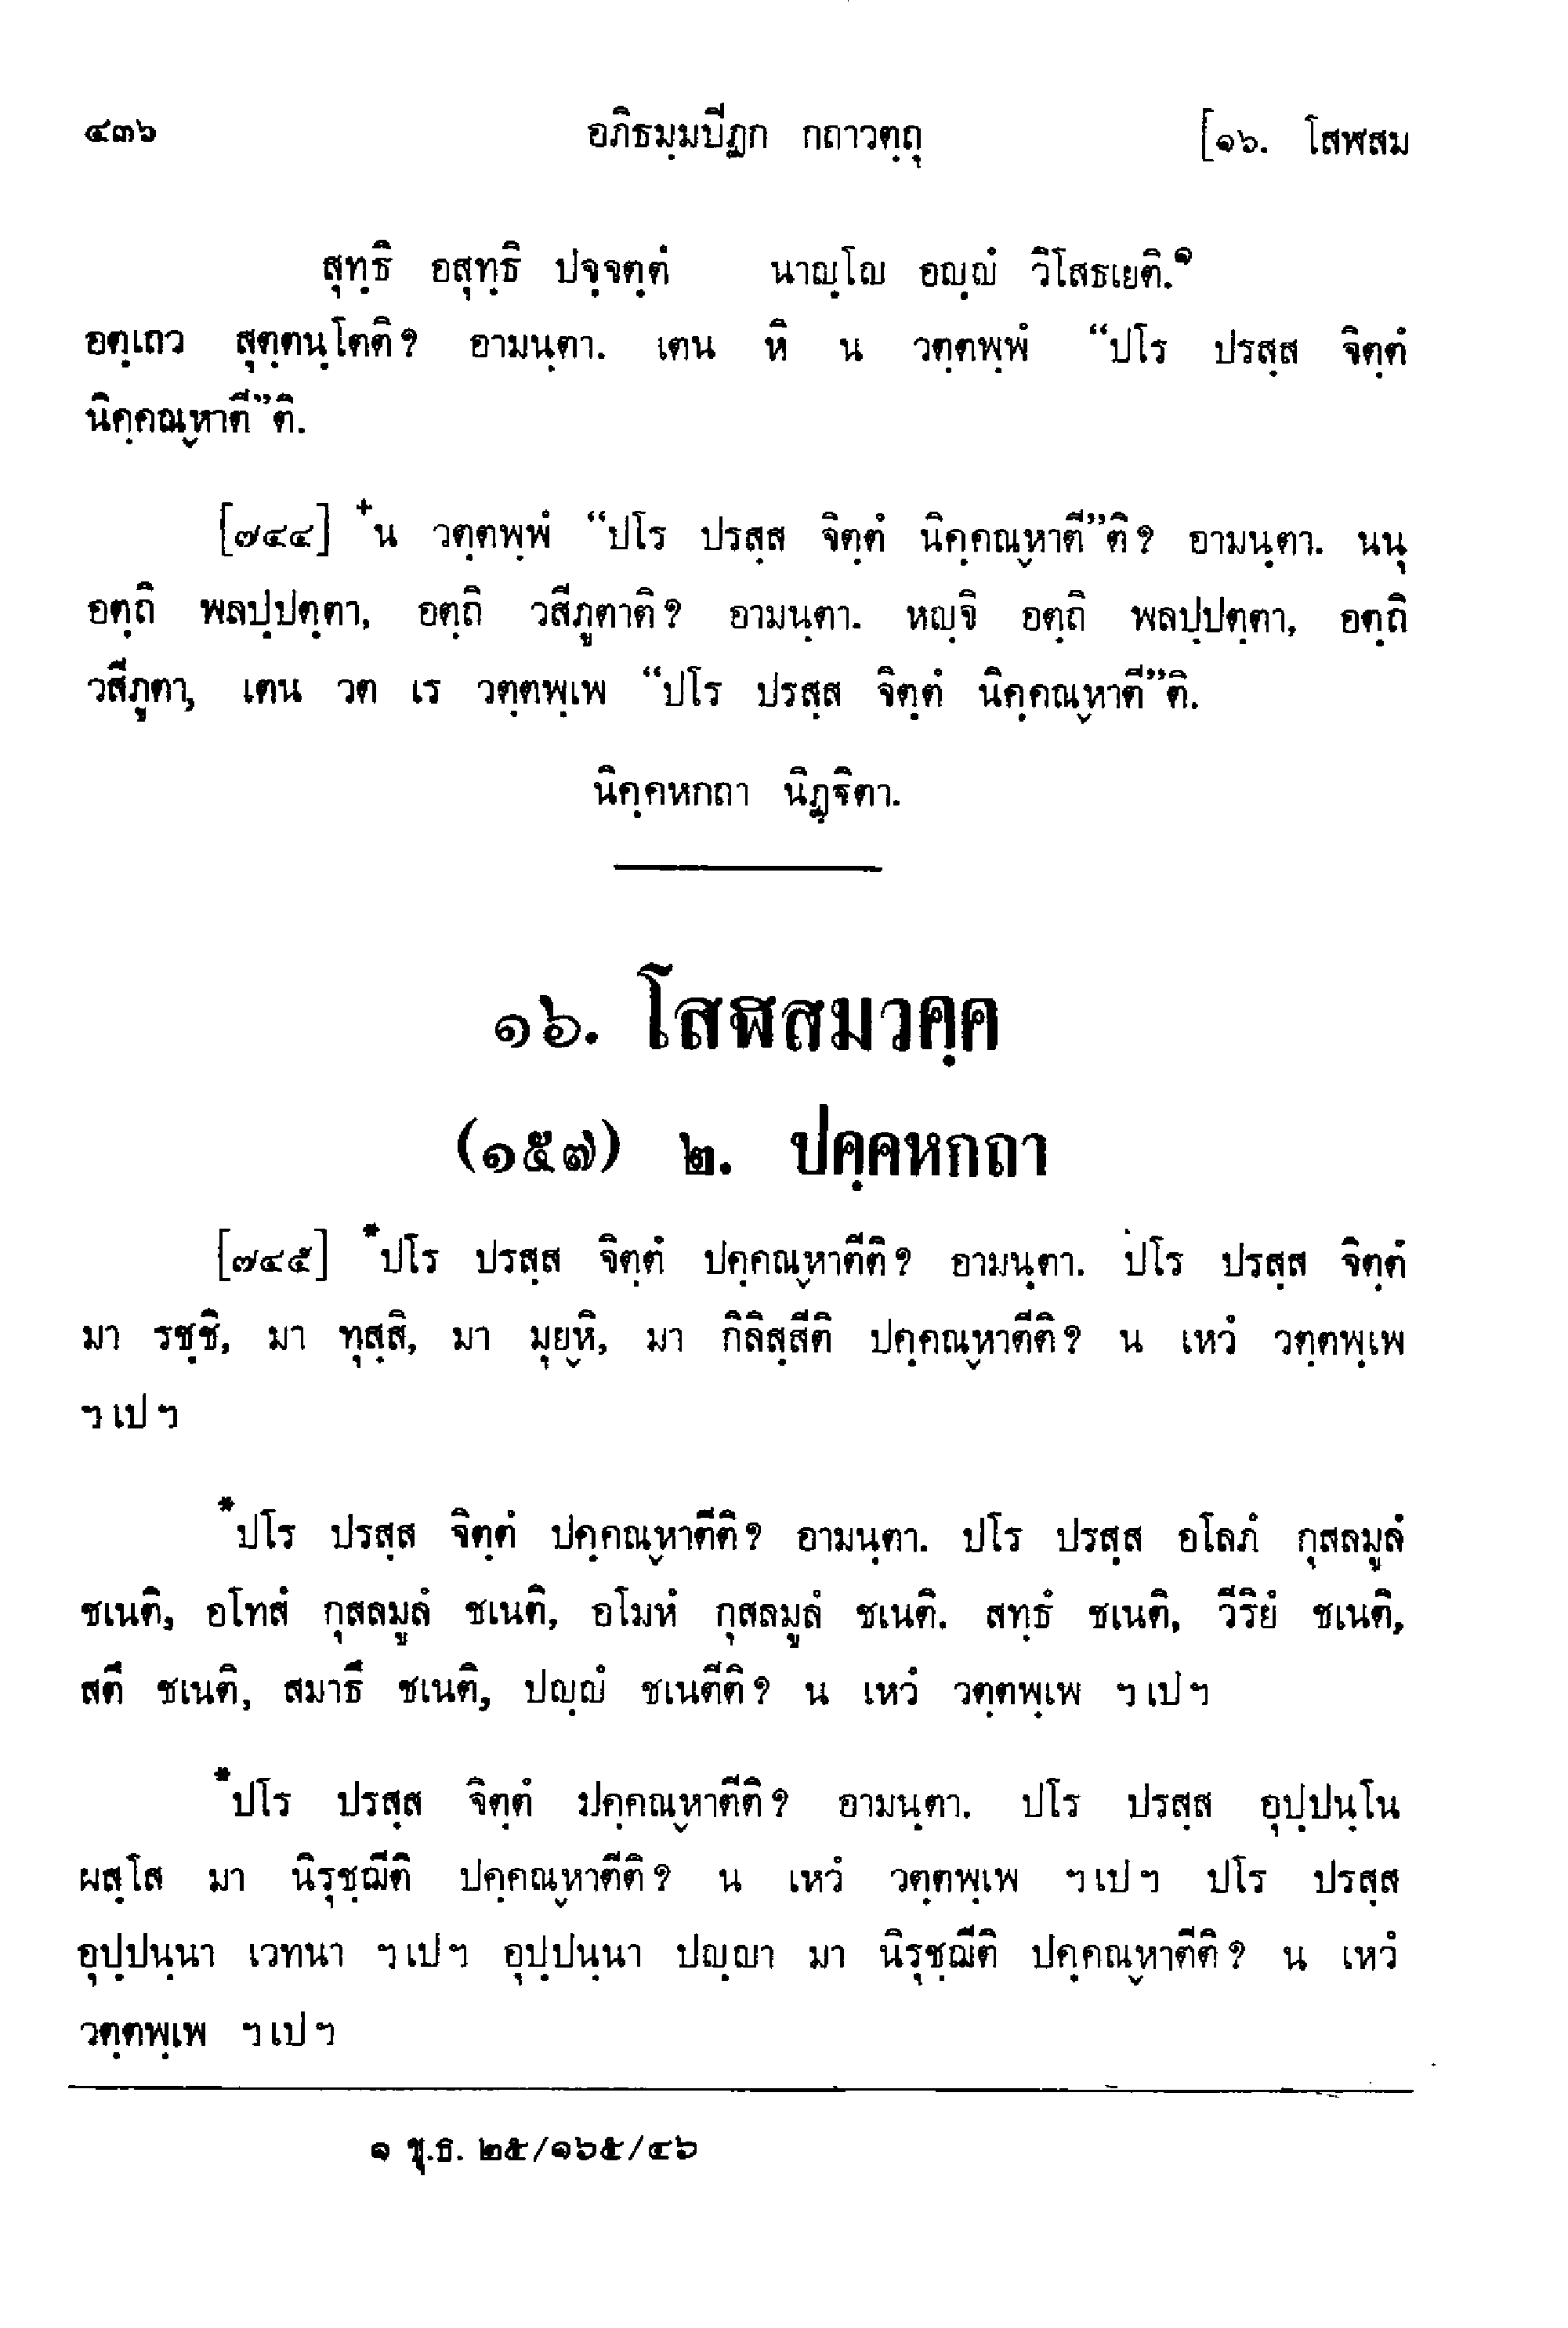 ๔๓๖ อภิธมฺมปีฏก กถาวตฺถุ [๑๖. โสฬสม
สุทฺธิ อสุทฺธิ ปจฺจตฺตํ นาญฺโญ อญฺญํ วิโสธเยติ.๑
อตฺเถว สุตฺตนฺโตติ? อามนฺตา. เตน หิ น วตฺตพฺพํ “ปโร ปรสฺส จิตฺตํ
นิคฺคณฺหาตี”ติ.
[๗๔๔] +น วตฺตพฺพํ “ปโร ปรสฺส จิตฺตํ นิคฺคณฺหาตี”ติ? อามนฺตา. นนุ
อตฺถิ พลปฺปตฺตา, อตฺถิ วสีภูตาติ? อามนฺตา. หญฺจิ อตฺถิ พลปฺปตฺตา, อตฺถิ
วสีภูตา, เตน วต เร วตฺตพฺเพ “ปโร ปรสฺส จิตฺตํ นิคฺคณฺหาตี”ติ.
นิคฺคหกถา นิฏฺฐิตา.
๑๖. โสฬสมวคฺค
(๑๕๗) ๒. ปคฺคหกถา
[๗๔๕] *ปโร ปรสฺส จิตฺตํ ปคฺคณฺหาตีติ? อามนฺตา. ปโร ปรสฺส จิตฺตํ
มา รชฺชิ, มา ทุสฺสิ, มา มุยฺหิ, มา กิลิสฺสีติ ปคฺคณฺหาตีติ? น เหวํ วตฺตพฺเพ
ฯเปฯ
*ปโร ปรสฺส จิตฺตํ ปคฺคณฺหาตีติ? อามนฺตา. ปโร ปรสฺส อโลภํ กุสลมูลํ
ชเนติ, อโทสํ กุสลมูลํ ชเนติ, อโมหํ กุสลมูลํ ชเนติ. สทฺธํ ชเนติ, วีริยํ ชเนติ,
สตึ ชเนติ, สมาธึ ชเนติ, ปญฺญํ ชเนตีติ? น เหวํ วตฺตพฺเพ ฯเปฯ
*ปโร ปรสฺส จิตฺตํ ปคฺคณฺหาตีติ? อามนฺตา. ปโร ปรสฺส อุปฺปนฺโน
ผสฺโส มา นิรุชฺฌีติ ปคฺคณฺหาตีติ? น เหวํ วตฺตพฺเพ ฯเปฯ ปโร ปรสฺส
อุปฺปนฺนา เวทนา ฯเปฯ อุปฺปนฺนา ปญฺญา มา นิรุชฺฌีติ ปคฺคณฺหาตีติ? น เหวํ
วตฺตพฺเพ ฯเปฯ
๑ ขุ.ธ. ๒๕/๑๖๕/๔๖